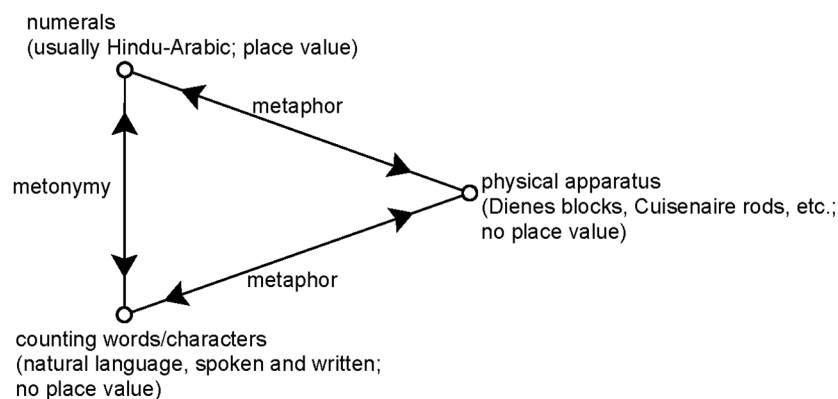 numerals
(usually Hindu-Arabic; place value)
metaphor
metonymy
physical apparatus
(Dienes blocks, Cuisenaire rods, etc.;
no place value)
metaphor
counting words/characters
(natural language, spoken and written;
no place value)